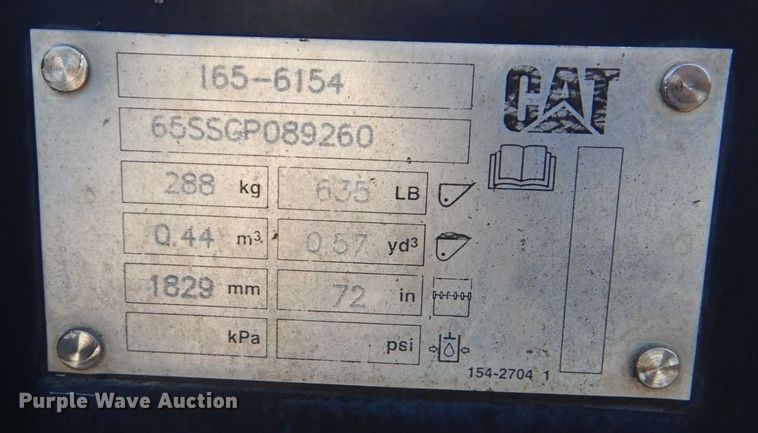 165-6154
CAT
65SSGP089260
288 kg 635 LB
0.44 m³ 0.57 yd³
1829 mm 72 in
kPa psi
154-2704 1
Purple Wave Auction